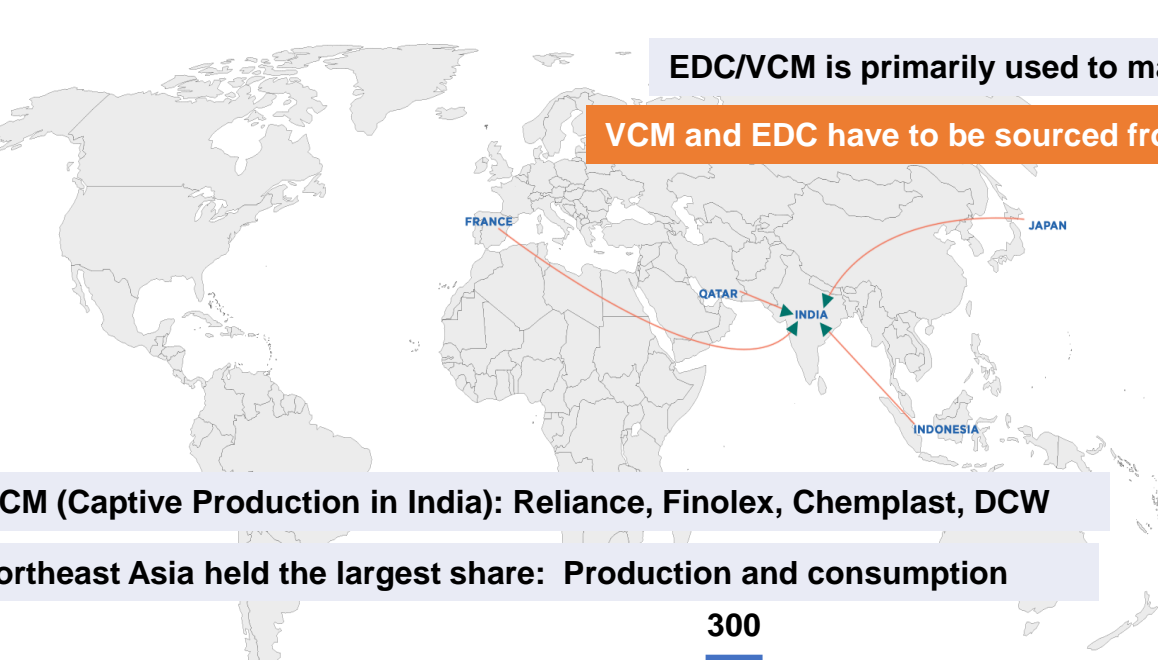 EDC/VCM is primarily used to ma
VCM and EDC have to be sourced fro
FRANCE
JAPAN
QATAR
INDIA
INDONESIA
CM (Captive Production in India): Reliance, Finolex, Chemplast, DCW
ortheast Asia held the largest share: Production and consumption
300